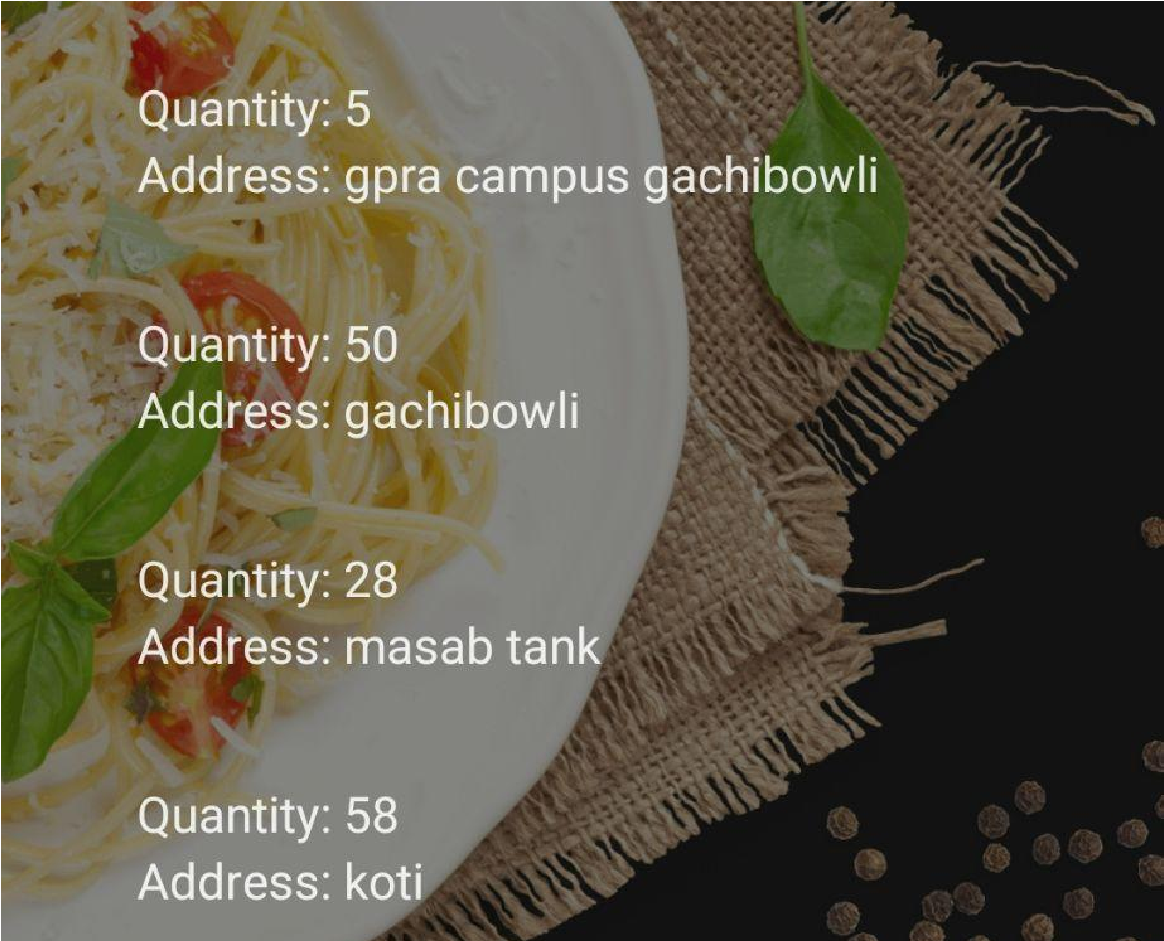 Quantity: 5
Address: gpra campus gachibowli
Quantity: 50
Address: gachibowli
Quantity: 28
Address: masab tank
Quantity: 58
Address: koti